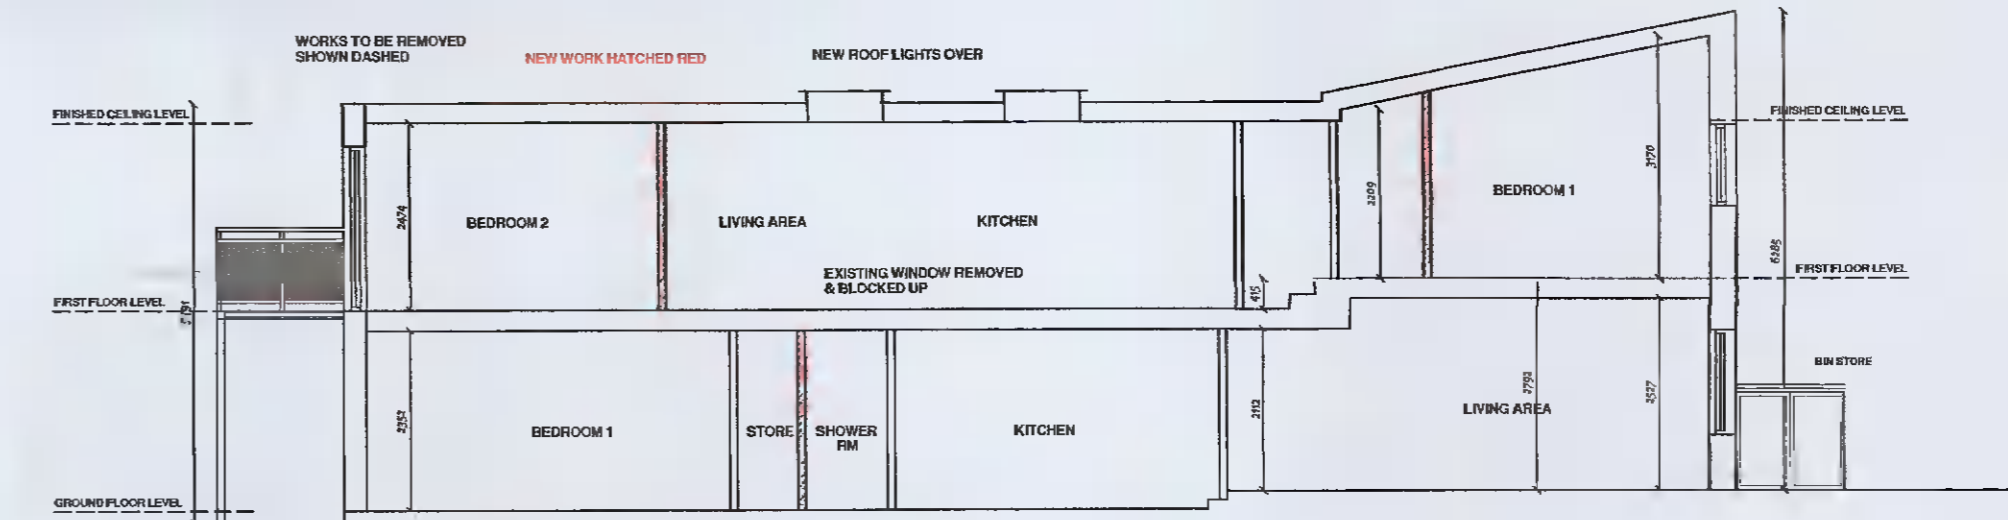 WORKS TO BE REMOVED
SHOWN DASHED
NEW WORK HATCHED RED
NEW ROOF LIGHTS OVER
FINISHED CEILING LEVEL
FINISHED CEILING LEVEL
2474
BEDROOM 2
LIVING AREA
KITCHEN
2209
BEDROOM 1
3170
6285
EXISTING WINDOW REMOVED
& BLOCKED UP
415
FIRST FLOOR LEVEL
FIRST FLOOR LEVEL
BIN STORE
2352
BEDROOM 1
STORE
SHOWER
RM
KITCHEN
2112
LIVING AREA
2792
2527
GROUND FLOOR LEVEL